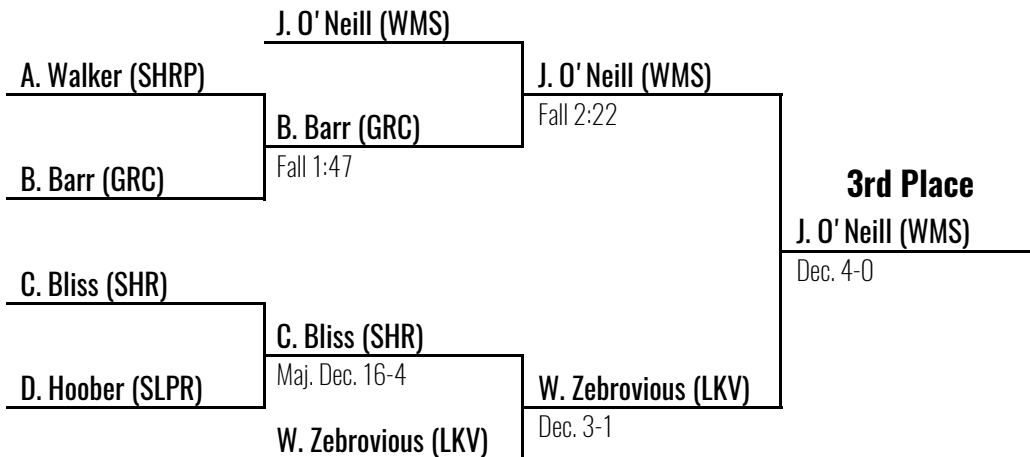 J. O'Neill (WMS)
A. Walker (SHRP)
J. O'Neill (WMS)
Fall 2:22
B. Barr (GRC)
Fall 1:47
B. Barr (GRC)
3rd Place
J. O'Neill (WMS)
Dec. 4-0
C. Bliss (SHR)
C. Bliss (SHR)
Maj. Dec. 16-4
D. Hoober (SLPR)
W. Zebrovious (LKV)
Dec. 3-1
W. Zebrovious (LKV)